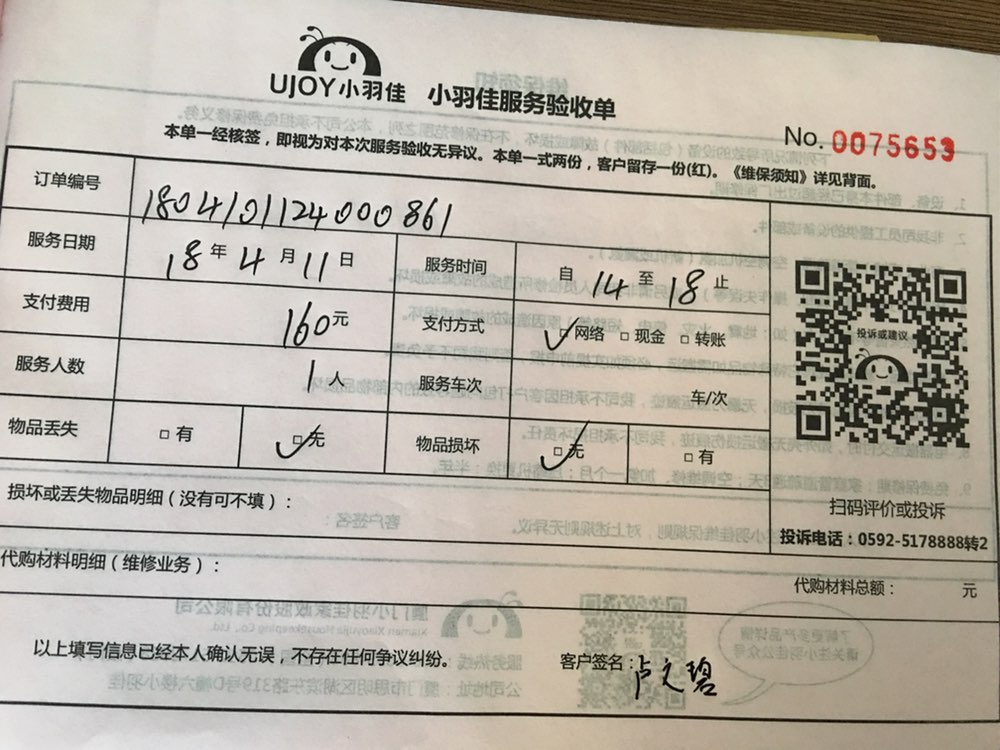 UJOY小羽佳 小羽佳服务验收单
No. 0075653
本单一经核签，即视为对本次服务验收无异议。本单一式两份，客户留存一份(红)。《维保须知》详见背面。
订单编号 1804101124000861
服务日期 18年4月11日 服务时间 自14至18止
支付费用 160元 支付方式 网络 □现金 □转账
服务人数 1人 服务车次 车/次
物品丢失 □有 □无 物品损坏 □无 □有
投诉或建议
扫码评价或投诉
投诉电话：0592-5178888转2
损坏或丢失物品明细（没有可不填）：
代购材料明细（维修业务）： 代购材料总额： 元
以上填写信息已经本人确认无误，不存在任何争议纠纷。 客户签名：卢文碧